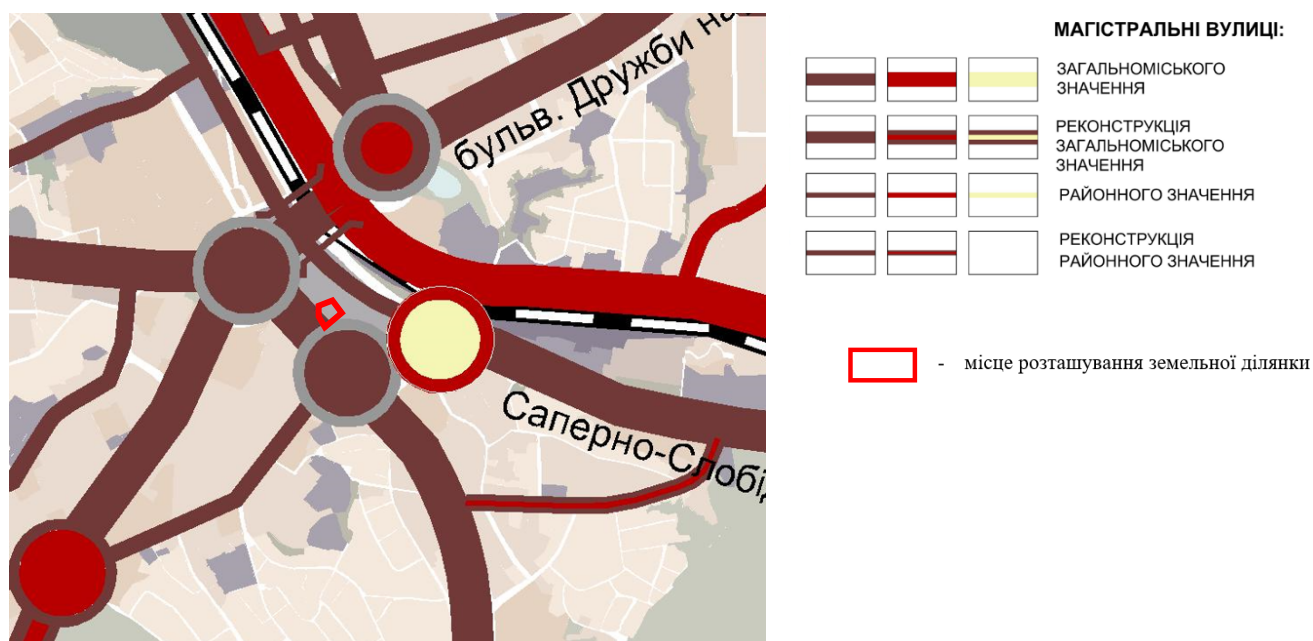 бульв. Дружби на
Саперно-Слобід
МАГІСТРАЛЬНІ ВУЛИЦІ:
ЗАГАЛЬНОМІСЬКОГО
ЗНАЧЕННЯ
РЕКОНСТРУКЦІЯ
ЗАГАЛЬНОМІСЬКОГО
ЗНАЧЕННЯ
РАЙОННОГО ЗНАЧЕННЯ
РЕКОНСТРУКЦІЯ
РАЙОННОГО ЗНАЧЕННЯ
- місце розташування земельної ділянки